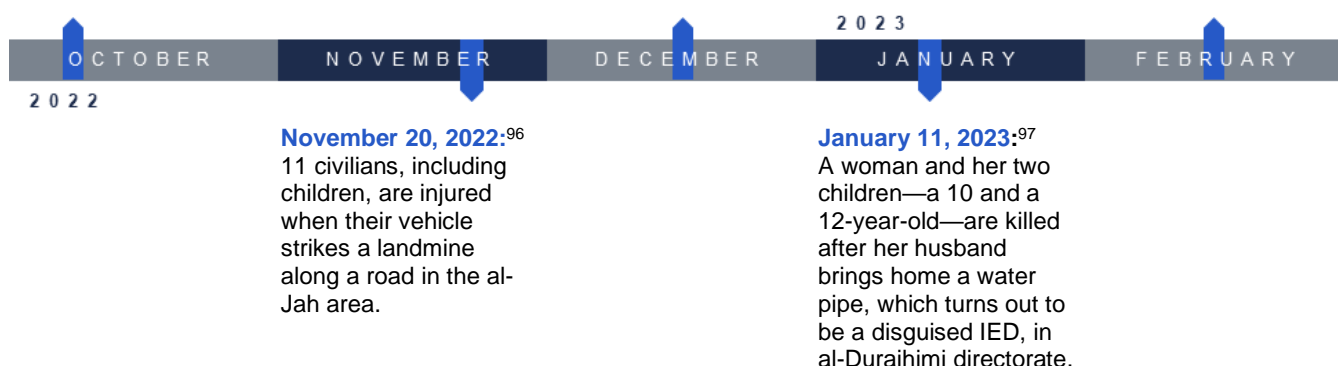 2023
OCTOBER NOVEMBER DECEMBER JANUARY FEBRUARY
2022
November 20, 2022:96
11 civilians, including
children, are injured
when their vehicle
strikes a landmine
along a road in the al-
Jah area.
January 11, 2023:97
A woman and her two
children—a 10 and a
12-year-old—are killed
after her husband
brings home a water
pipe, which turns out to
be a disguised IED, in
al-Duraihimi directorate.